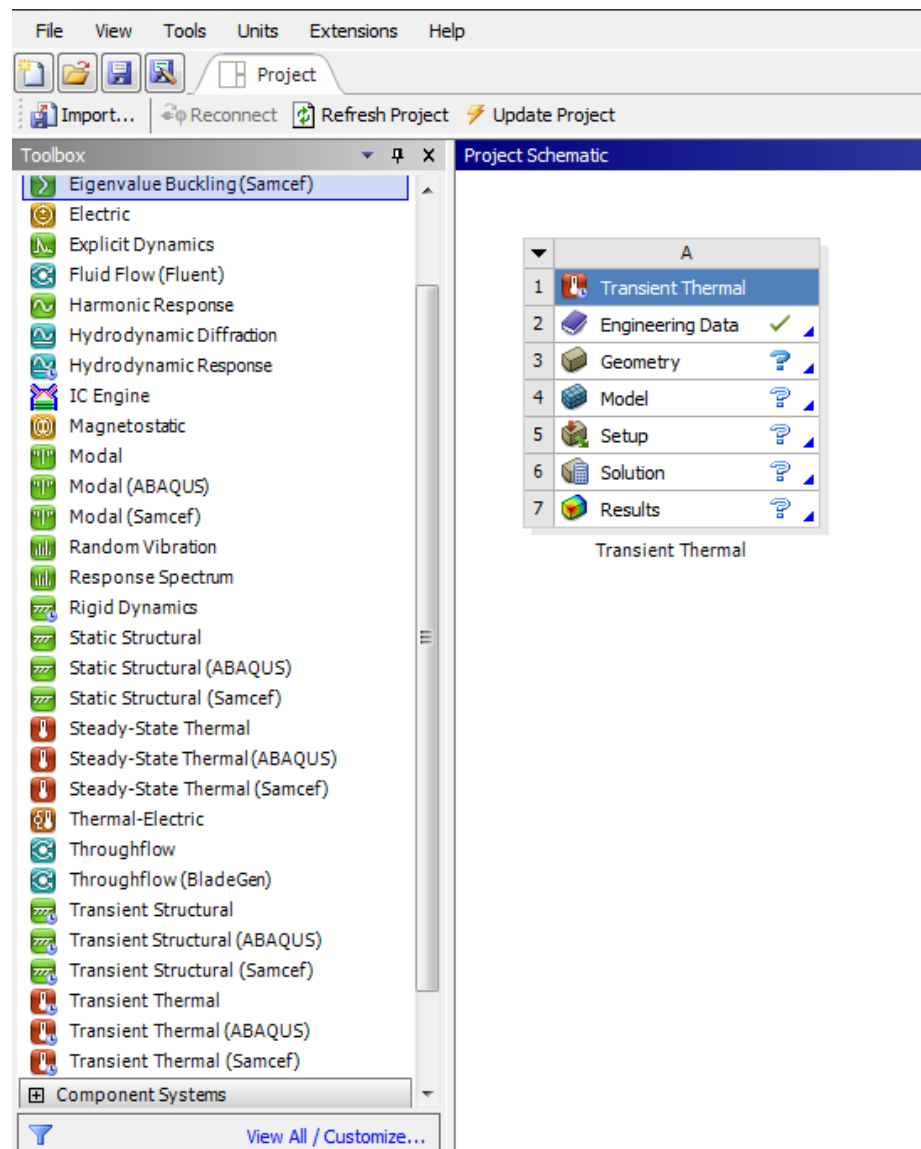 File View Tools Units Extensions Help
Project
Import... Reconnect Refresh Project Update Project
Toolbox
Eigenvalue Buckling (Samcef)
Electric
Explicit Dynamics
Fluid Flow (Fluent)
Harmonic Response
Hydrodynamic Diffraction
Hydrodynamic Response
IC Engine
Magnetostatic
Modal
Modal (ABAQUS)
Modal (Samcef)
Random Vibration
Response Spectrum
Rigid Dynamics
Static Structural
Static Structural (ABAQUS)
Static Structural (Samcef)
Steady-State Thermal
Steady-State Thermal (ABAQUS)
Steady-State Thermal (Samcef)
Thermal-Electric
Throughflow
Throughflow (BladeGen)
Transient Structural
Transient Structural (ABAQUS)
Transient Structural (Samcef)
Transient Thermal
Transient Thermal (ABAQUS)
Transient Thermal (Samcef)
Component Systems
View All / Customize...
Project Schematic
A
1 Transient Thermal
2 Engineering Data
3 Geometry
4 Model
5 Setup
6 Solution
7 Results
Transient Thermal